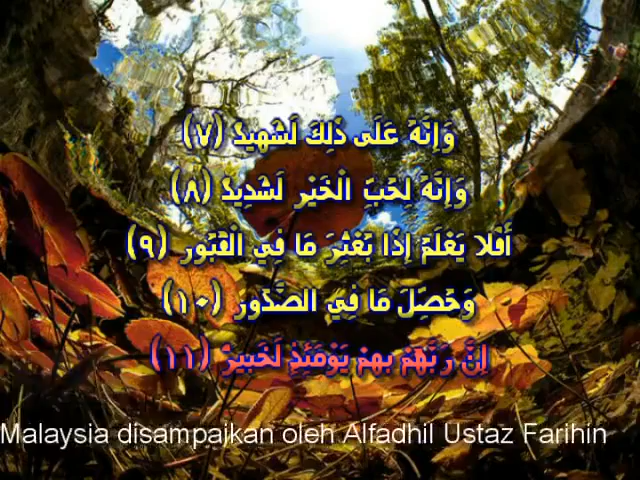 وَإِنَّهُ عَلَى ذَٰلِكَ لَشَهِيدٌ (٧)
وَإِنَّهُ لِحُبِّ الْخَيْرِ لَشَدِيدٌ (٨)
أَفَلَا يَعْلَمُ إِذَا بُعْثِرَ مَا فِي الْقُبُورِ (٩)
وَحُصِّلَ مَا فِي الصُّدُورِ (١٠)
إِنَّ رَبَّهُم بِهِمْ يَوْمَئِذٍ لَخَبِيرٌ (١١)
Malaysia disampaikan oleh Alfadhil Ustaz Farihin